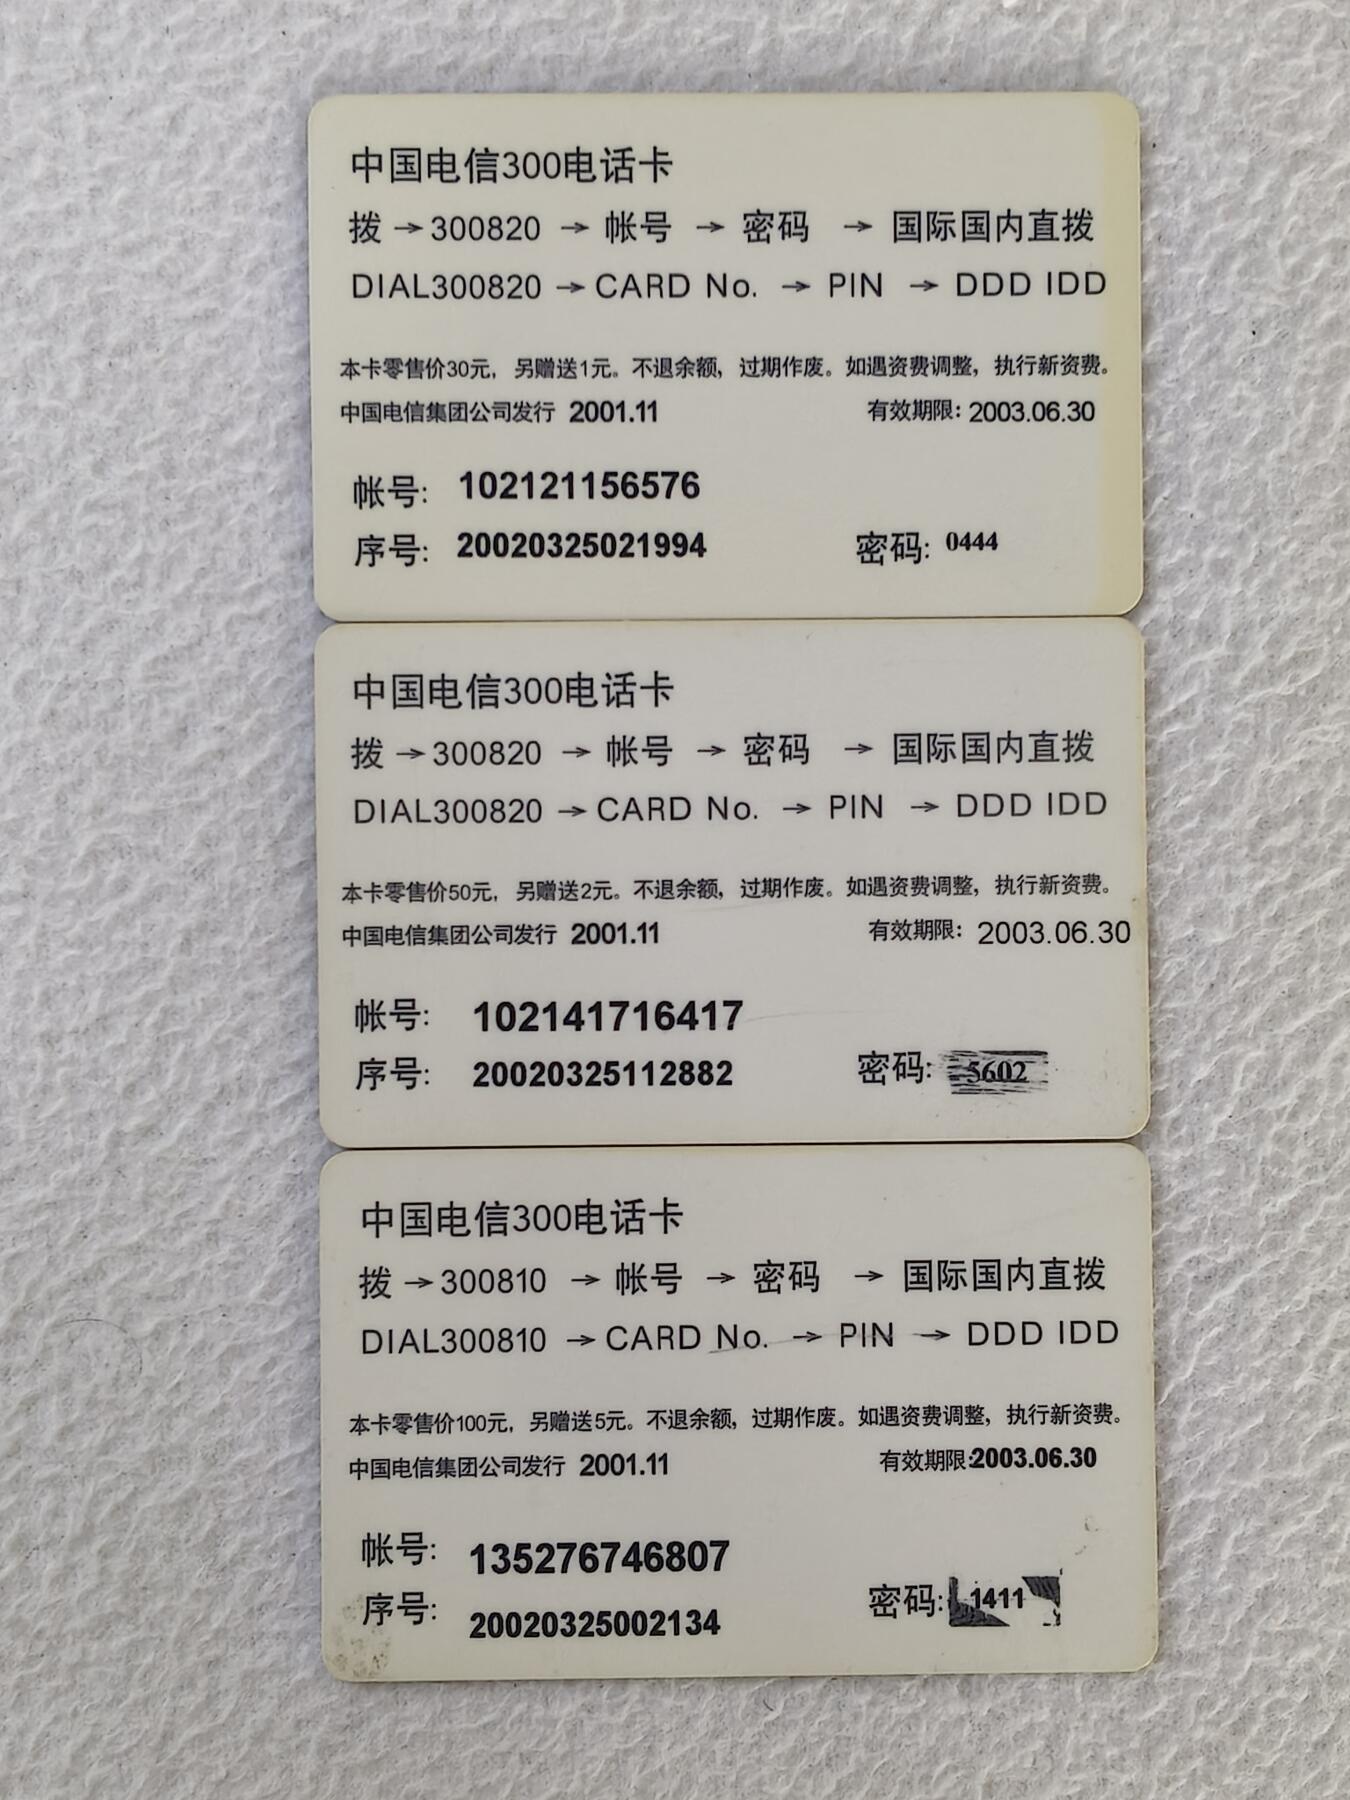 中国电信300电话卡
拨→300820 → 帐号 → 密码 → 国际国内直拨
DIAL300820 → CARD No. → PIN → DDD IDD
本卡零售价30元，另赠送1元。不退余额，过期作废。如遇资费调整，执行新资费。
中国电信集团公司发行 2001.11 有效期限: 2003.06.30
帐号: 102121156576
序号: 20020325021994 密码: 0444
中国电信300电话卡
拨→300820 → 帐号 → 密码 → 国际国内直拨
DIAL300820 → CARD No. → PIN → DDD IDD
本卡零售价50元，另赠送2元。不退余额，过期作废。如遇资费调整，执行新资费。
中国电信集团公司发行 2001.11 有效期限: 2003.06.30
帐号: 102141716417
序号: 20020325112882 密码: 5602
中国电信300电话卡
拨→300810 → 帐号 → 密码 → 国际国内直拨
DIAL300810 → CARD No. → PIN → DDD IDD
本卡零售价100元，另赠送5元。不退余额，过期作废。如遇资费调整，执行新资费。
中国电信集团公司发行 2001.11 有效期限:2003.06.30
帐号: 135276746807
序号: 20020325002134 密码: 1411